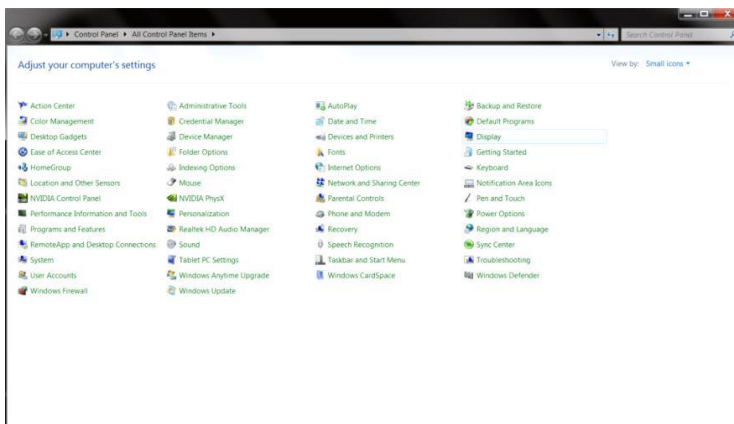 Control Panel All Control Panel Items Search Control Panel
Adjust your computer's settings View by: Small icons
Action Center Administrative Tools AutoPlay Backup and Restore
Color Management Credential Manager Date and Time Default Programs
Desktop Gadgets Device Manager Devices and Printers Display
Ease of Access Center Folder Options Fonts Getting Started
HomeGroup Indexing Options Internet Options Keyboard
Location and Other Sensors Mouse Network and Sharing Center Notification Area Icons
NVIDIA Control Panel NVIDIA PhysX Parental Controls Pen and Touch
Performance Information and Tools Personalization Phone and Modem Power Options
Programs and Features Realtek HD Audio Manager Recovery Region and Language
RemoteApp and Desktop Connections Sound Speech Recognition Sync Center
System Tablet PC Settings Taskbar and Start Menu Troubleshooting
User Accounts Windows Anytime Upgrade Windows CardSpace Windows Defender
Windows Firewall Windows Update